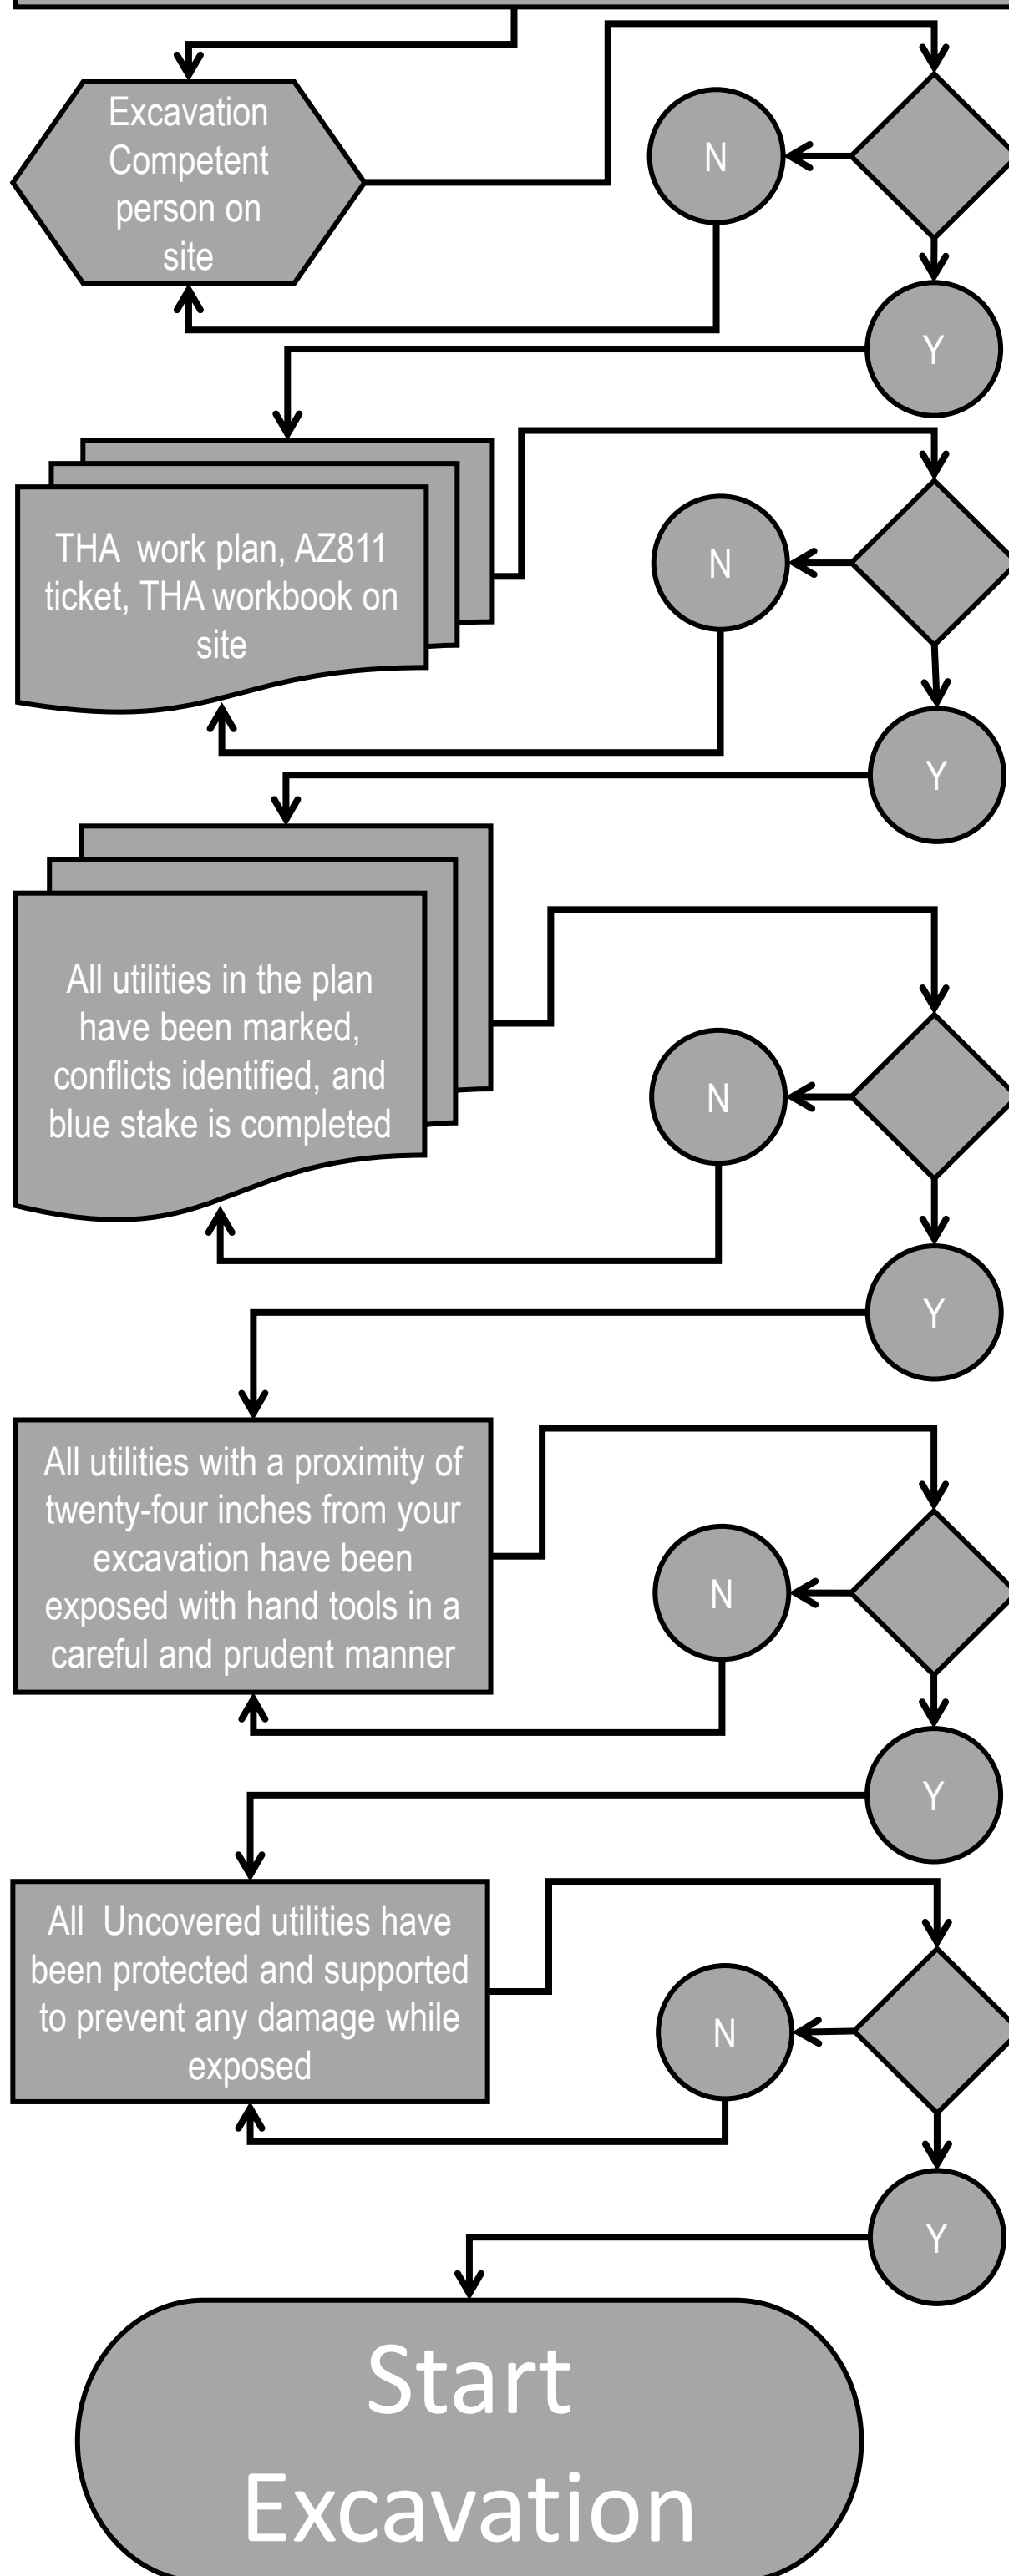 Excavation
Competent
person on
site
N
Y
THA work plan, AZ811
ticket, THA workbook on
site
N
Y
All utilities in the plan
have been marked,
conflicts identified, and
blue stake is completed
N
Y
All utilities with a proximity of
twenty-four inches from your
excavation have been
exposed with hand tools in a
careful and prudent manner
N
Y
All Uncovered utilities have
been protected and supported
to prevent any damage while
exposed
N
Y
Start
Excavation